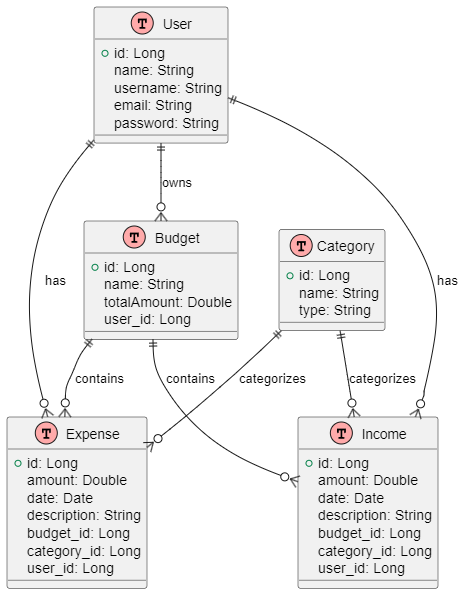 T User
id: Long
name: String
username: String
email: String
password: String
owns
has
has
T Budget
id: Long
name: String
totalAmount: Double
user_id: Long
T Category
id: Long
name: String
type: String
contains
contains
categorizes
categorizes
T Expense
id: Long
amount: Double
date: Date
description: String
budget_id: Long
category_id: Long
user_id: Long
T Income
id: Long
amount: Double
date: Date
description: String
budget_id: Long
category_id: Long
user_id: Long